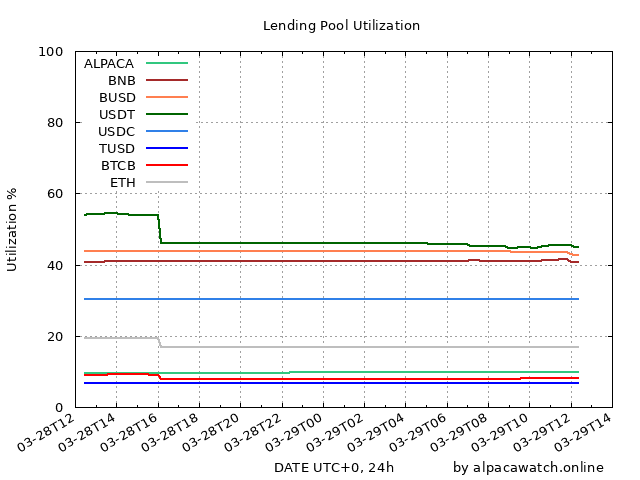 Lending Pool Utilization
100
80
60
40
20
0
Utilization %
ALPACA
BNB
BUSD
USDT
USDC
TUSD
BTCB
ETH
03-28T12
03-28T14
03-28T16
03-28T18
03-28T20
03-28T22
03-29T00
03-29T02
03-29T04
03-29T06
03-29T08
03-29T10
03-29T12
03-29T14
DATE UTC+0, 24h
by alpacawatch.online